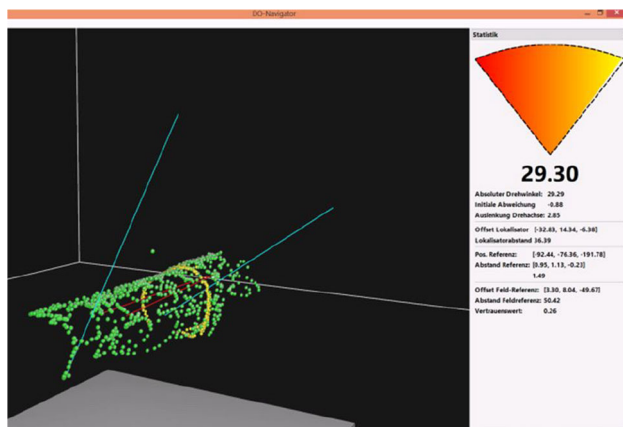 DO-Navigator
Statistik
29.30
Absoluter Drehwinkel: 29.29
Initiale Abweichung -0.88
Auslenkung Drehachse: 2.85
Offset Lokalisator [-32.83, 14.34, -6.38]
Lokalisatorabstand 36.39
Pos. Referenz: [-92.44, -76.36, -191.78]
Abstand Referenz: [0.95, 1.13, -0.23]
1.49
Offset Feld-Referenz: [3.30, 8.04, -49.67]
Abstand Feldreferenz: 50.42
Vertrauenswert: 0.26